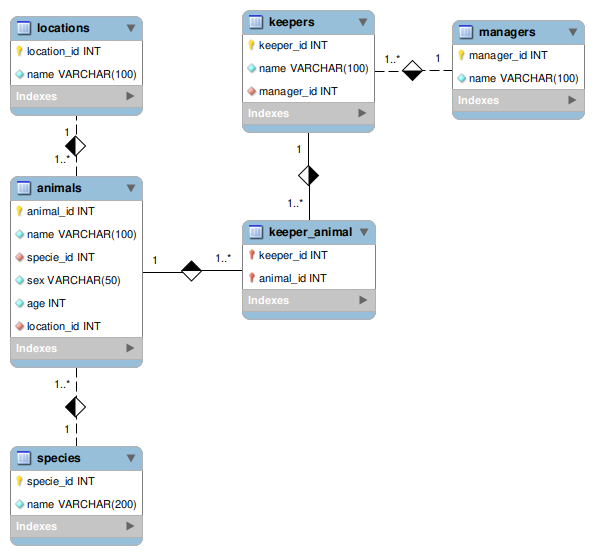 locations
location_id INT
name VARCHAR(100)
Indexes
keepers
keeper_id INT
name VARCHAR(100)
manager_id INT
Indexes
1..*
1
managers
manager_id INT
name VARCHAR(100)
Indexes
1
1..*
1
1..*
animals
animal_id INT
name VARCHAR(100)
specie_id INT
sex VARCHAR(50)
age INT
location_id INT
Indexes
1
1..*
keeper_animal
keeper_id INT
animal_id INT
Indexes
1..*
1
species
specie_id INT
name VARCHAR(200)
Indexes